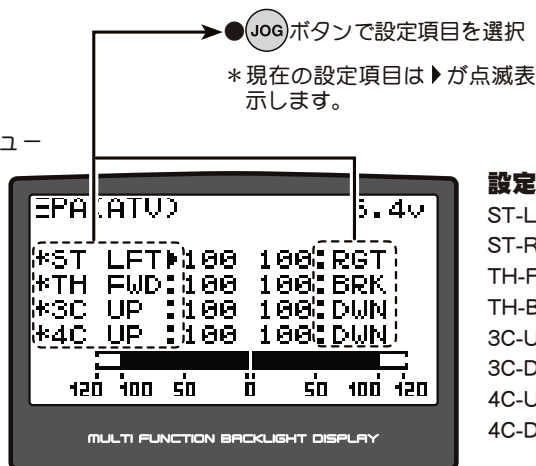 ●JOGボタンで設定項目を選択
＊現在の設定項目は▶が点滅表
示します。
ュー
EPA(ATV) 6.4v
*ST LFT▶100 100:RGT
*TH FWD:100 100:BRK
*3C UP :100 100:DWN
*4C UP :100 100:DWN
120 100 50 0 50 100 120
MULTI FUNCTION BACKLIGHT DISPLAY
設定
ST-L
ST-R
TH-F
TH-B
3C-U
3C-D
4C-U
4C-D